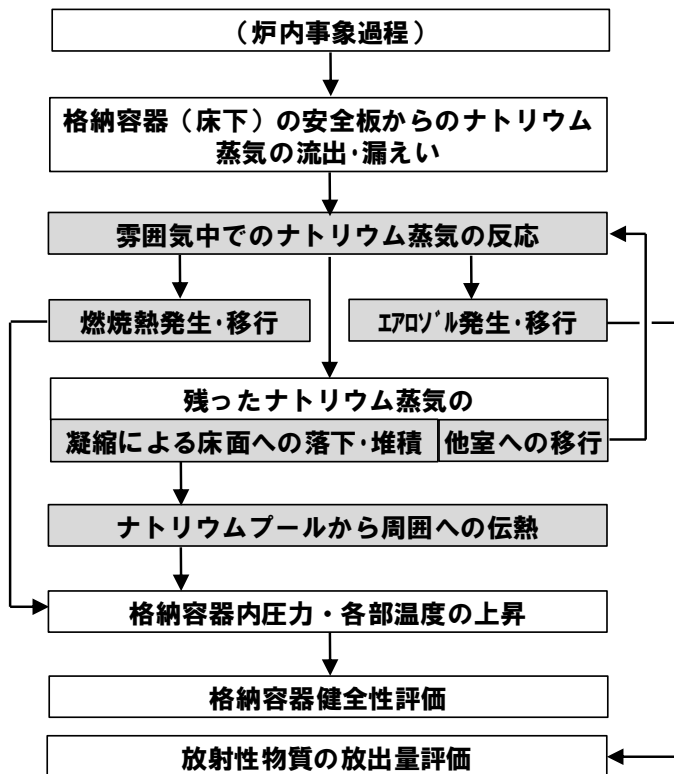 （炉内事象過程）
格納容器（床下）の安全板からのナトリウム
蒸気の流出･漏えい
雰囲気中でのナトリウム蒸気の反応
燃焼熱発生･移行
ｴｱﾛｿﾞﾙ発生･移行
残ったナトリウム蒸気の
凝縮による床面への落下･堆積
他室への移行
ナトリウムプールから周囲への伝熱
格納容器内圧力・各部温度の上昇
格納容器健全性評価
放射性物質の放出量評価